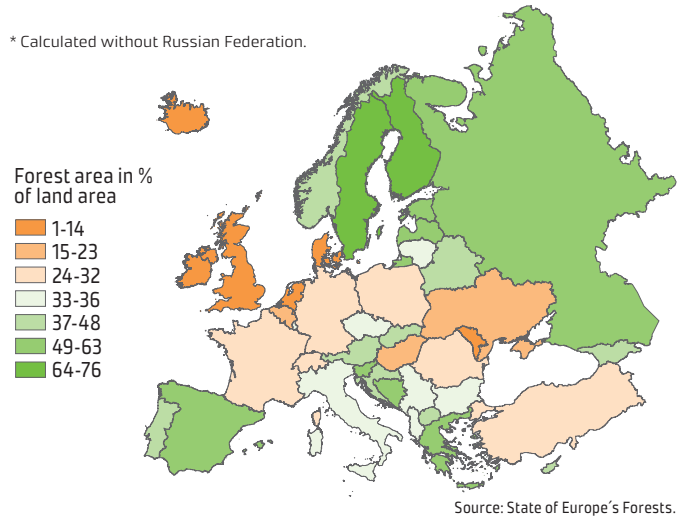 * Calculated without Russian Federation.
Forest area in %
of land area
1-14
15-23
24-32
33-36
37-48
49-63
64-76
Source: State of Europe´s Forests.